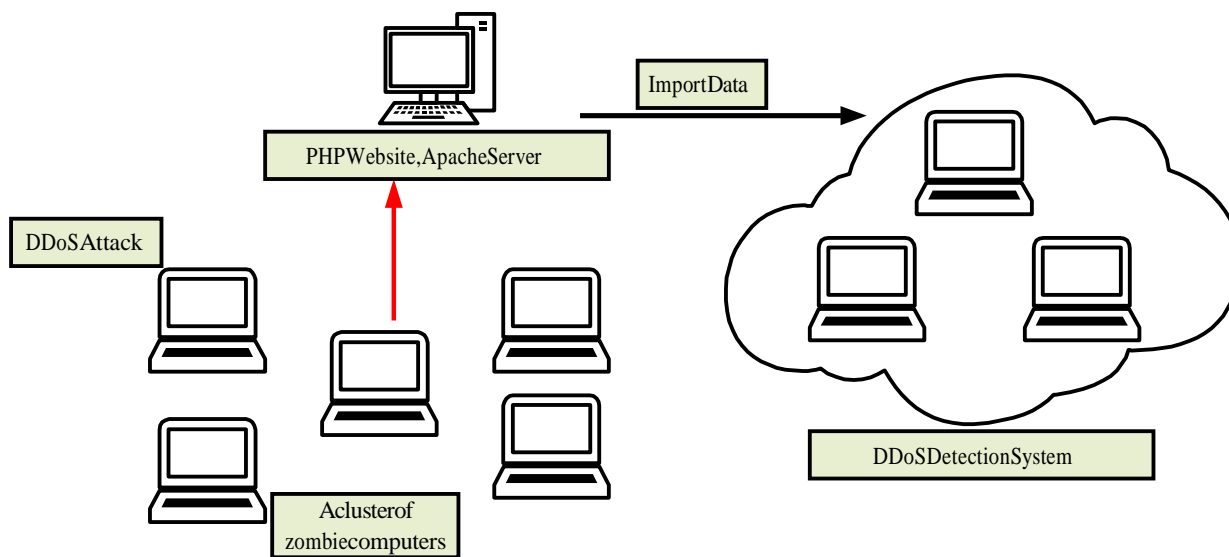 ImportData
PHPWebsite,ApacheServer
DDoSAttack
DDoSDetectionSystem
Aclusterof
zombiecomputers